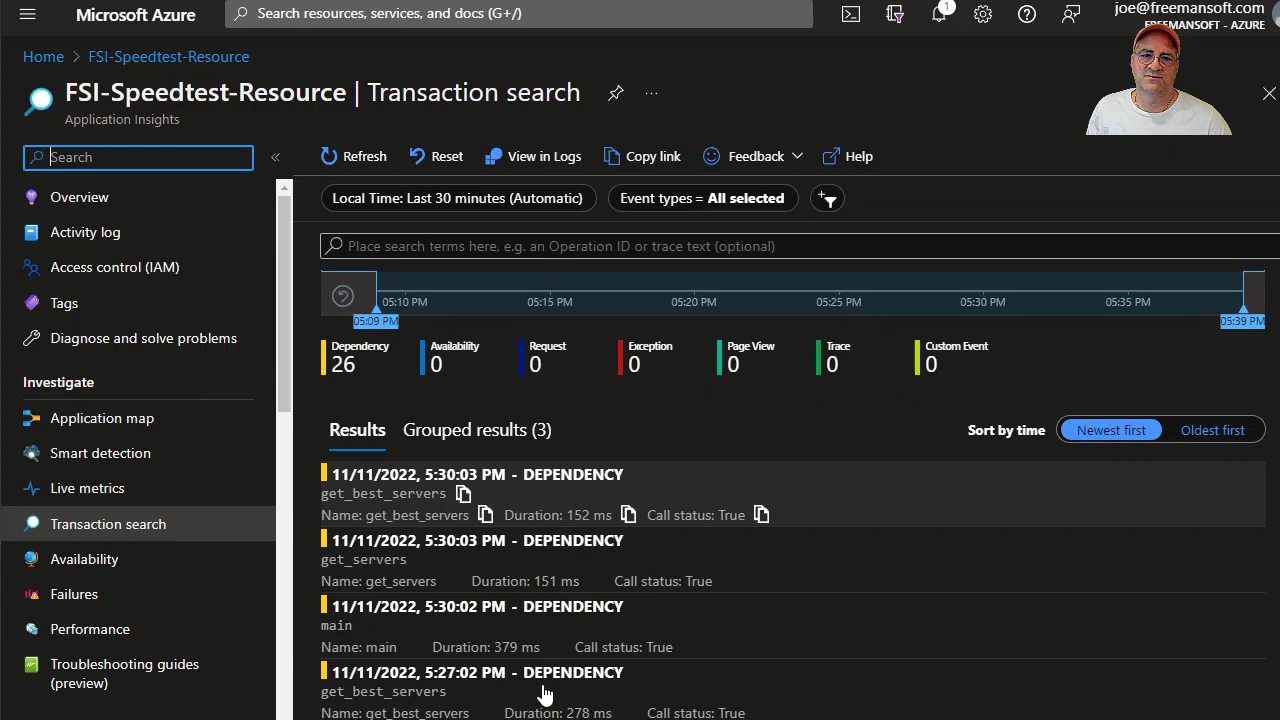 Microsoft Azure
Search resources, services, and docs (G+/)
1
joe@freemansoft.com
FREEMANSOFT - AZURE
Home > FSI-Speedtest-Resource
FSI-Speedtest-Resource | Transaction search
Application Insights
Search
Refresh Reset View in Logs Copy link Feedback Help
Overview
Activity log
Access control (IAM)
Tags
Diagnose and solve problems
Investigate
Application map
Smart detection
Live metrics
Transaction search
Availability
Failures
Performance
Troubleshooting guides
(preview)
Local Time: Last 30 minutes (Automatic) Event types = All selected
Place search terms here, e.g. an Operation ID or trace text (optional)
05:10 PM 05:15 PM 05:20 PM 05:25 PM 05:30 PM 05:35 PM
05:09 PM 05:39 PM
Dependency Availability Request Exception Page View Trace Custom Event
26 0 0 0 0 0 0
Results Grouped results (3) Sort by time Newest first Oldest first
11/11/2022, 5:30:03 PM - DEPENDENCY
get_best_servers
Name: get_best_servers Duration: 152 ms Call status: True
11/11/2022, 5:30:03 PM - DEPENDENCY
get_servers
Name: get_servers Duration: 151 ms Call status: True
11/11/2022, 5:30:02 PM - DEPENDENCY
main
Name: main Duration: 379 ms Call status: True
11/11/2022, 5:27:02 PM - DEPENDENCY
get_best_servers
Name: get_best_servers Duration: 278 ms Call status: True